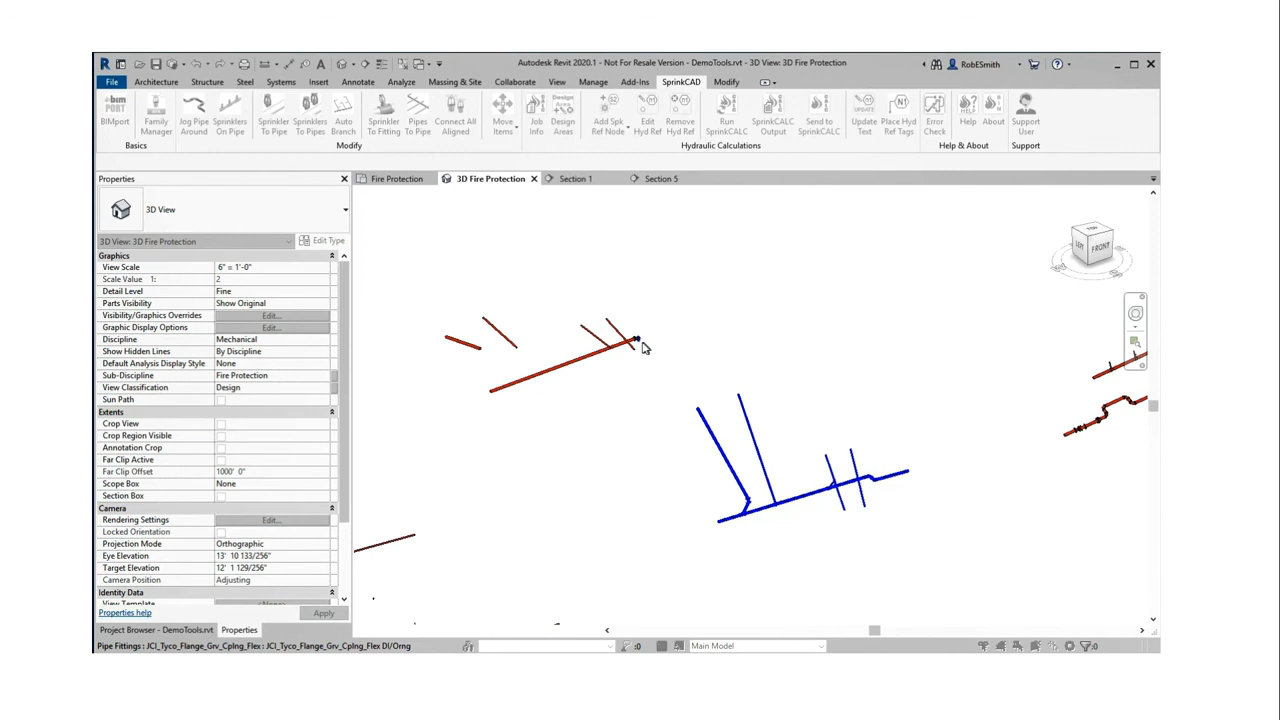 Autodesk Revit 2020.1 - Not For Resale Version - DemoTools.rvt - 3D View: 3D Fire Protection
RobSmith
File Architecture Structure Steel Systems Insert Annotate Analyze Massing & Site Collaborate View Manage Add-Ins SprinkCAD Modify
BIMport
Family Manager
Jog Pipe Around
Sprinklers On Pipe
Sprinkler To Pipe
Sprinklers To Pipes
Auto Branch
Sprinkler To Fitting
Pipes To Pipe
Connect All Aligned
Move Items
Job Info
Design Areas
Add Spk Ref Node
Edit Hyd Ref
Remove Hyd Ref
Run SprinkCALC
SprinkCALC Output
Send to SprinkCALC
Update Text
Place Hyd Ref Tags
Error Check
Help
About
Support User
Basics Modify Hydraulic Calculations Help & About Support
Properties
Fire Protection
3D Fire Protection
Section 1
Section 5
3D View
3D View: 3D Fire Protection Edit Type
Graphics
View Scale 6" = 1'-0"
Scale Value 1: 2
Detail Level Fine
Parts Visibility Show Original
Visibility/Graphics Overrides Edit...
Graphic Display Options Edit...
Discipline Mechanical
Show Hidden Lines By Discipline
Default Analysis Display Style None
Sub-Discipline Fire Protection
View Classification Design
Sun Path
Extents
Crop View
Crop Region Visible
Annotation Crop
Far Clip Active
Far Clip Offset 1000' 0"
Scope Box None
Section Box
Camera
Rendering Settings Edit...
Locked Orientation
Projection Mode Orthographic
Eye Elevation 13' 10 133/256"
Target Elevation 12' 1 129/256"
Camera Position Adjusting
Identity Data
Properties help Apply
Project Browser - DemoTools.rvt Properties
Pipe Fittings : JCI_Tyco_Flange_Grv_Cplng_Flex : JCI_Tyco_Flange_Grv_Cplng_Flex DI/Orng
:0
Main Model
:0
LEFT FRONT